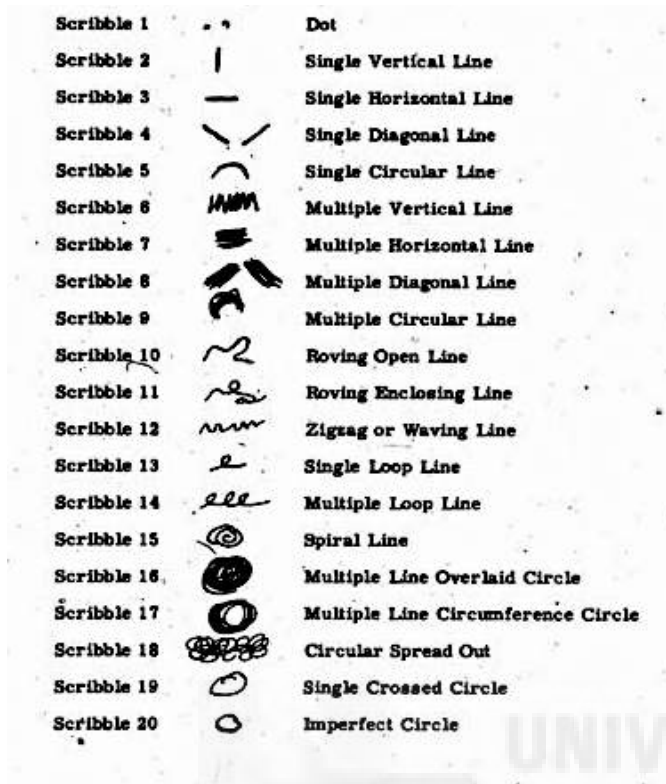 Scribble 1 Dot
Scribble 2 Single Vertical Line
Scribble 3 Single Horizontal Line
Scribble 4 Single Diagonal Line
Scribble 5 Single Circular Line
Scribble 6 Multiple Vertical Line
Scribble 7 Multiple Horizontal Line
Scribble 8 Multiple Diagonal Line
Scribble 9 Multiple Circular Line
Scribble 10 Roving Open Line
Scribble 11 Roving Enclosing Line
Scribble 12 Zigzag or Waving Line
Scribble 13 Single Loop Line
Scribble 14 Multiple Loop Line
Scribble 15 Spiral Line
Scribble 16 Multiple Line Overlaid Circle
Scribble 17 Multiple Line Circumference Circle
Scribble 18 Circular Spread Out
Scribble 19 Single Crossed Circle
Scribble 20 Imperfect Circle
UNIV